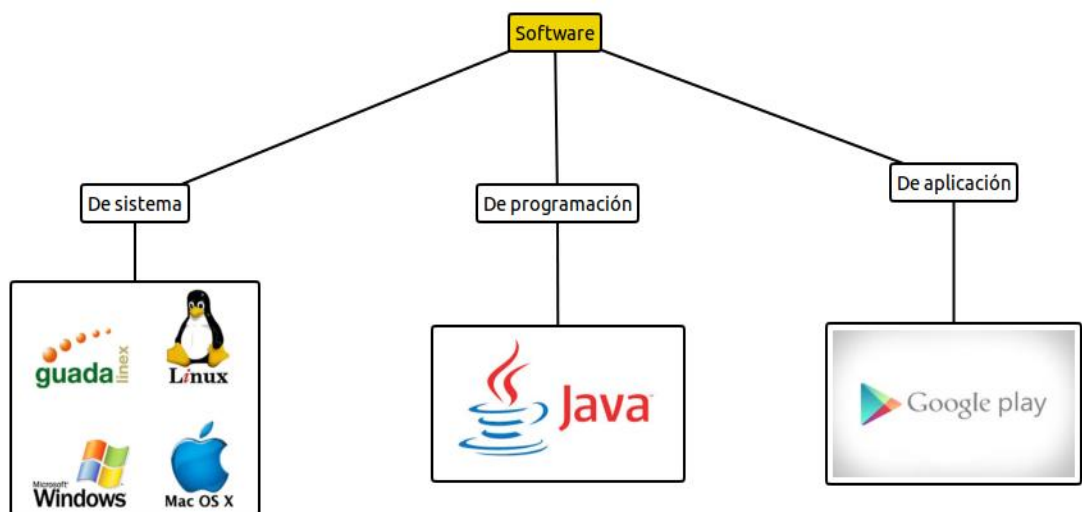 Software
De sistema
De programación
De aplicación
guada
linex
Linux
Microsoft
Windows
Mac OS X
Java
Google play